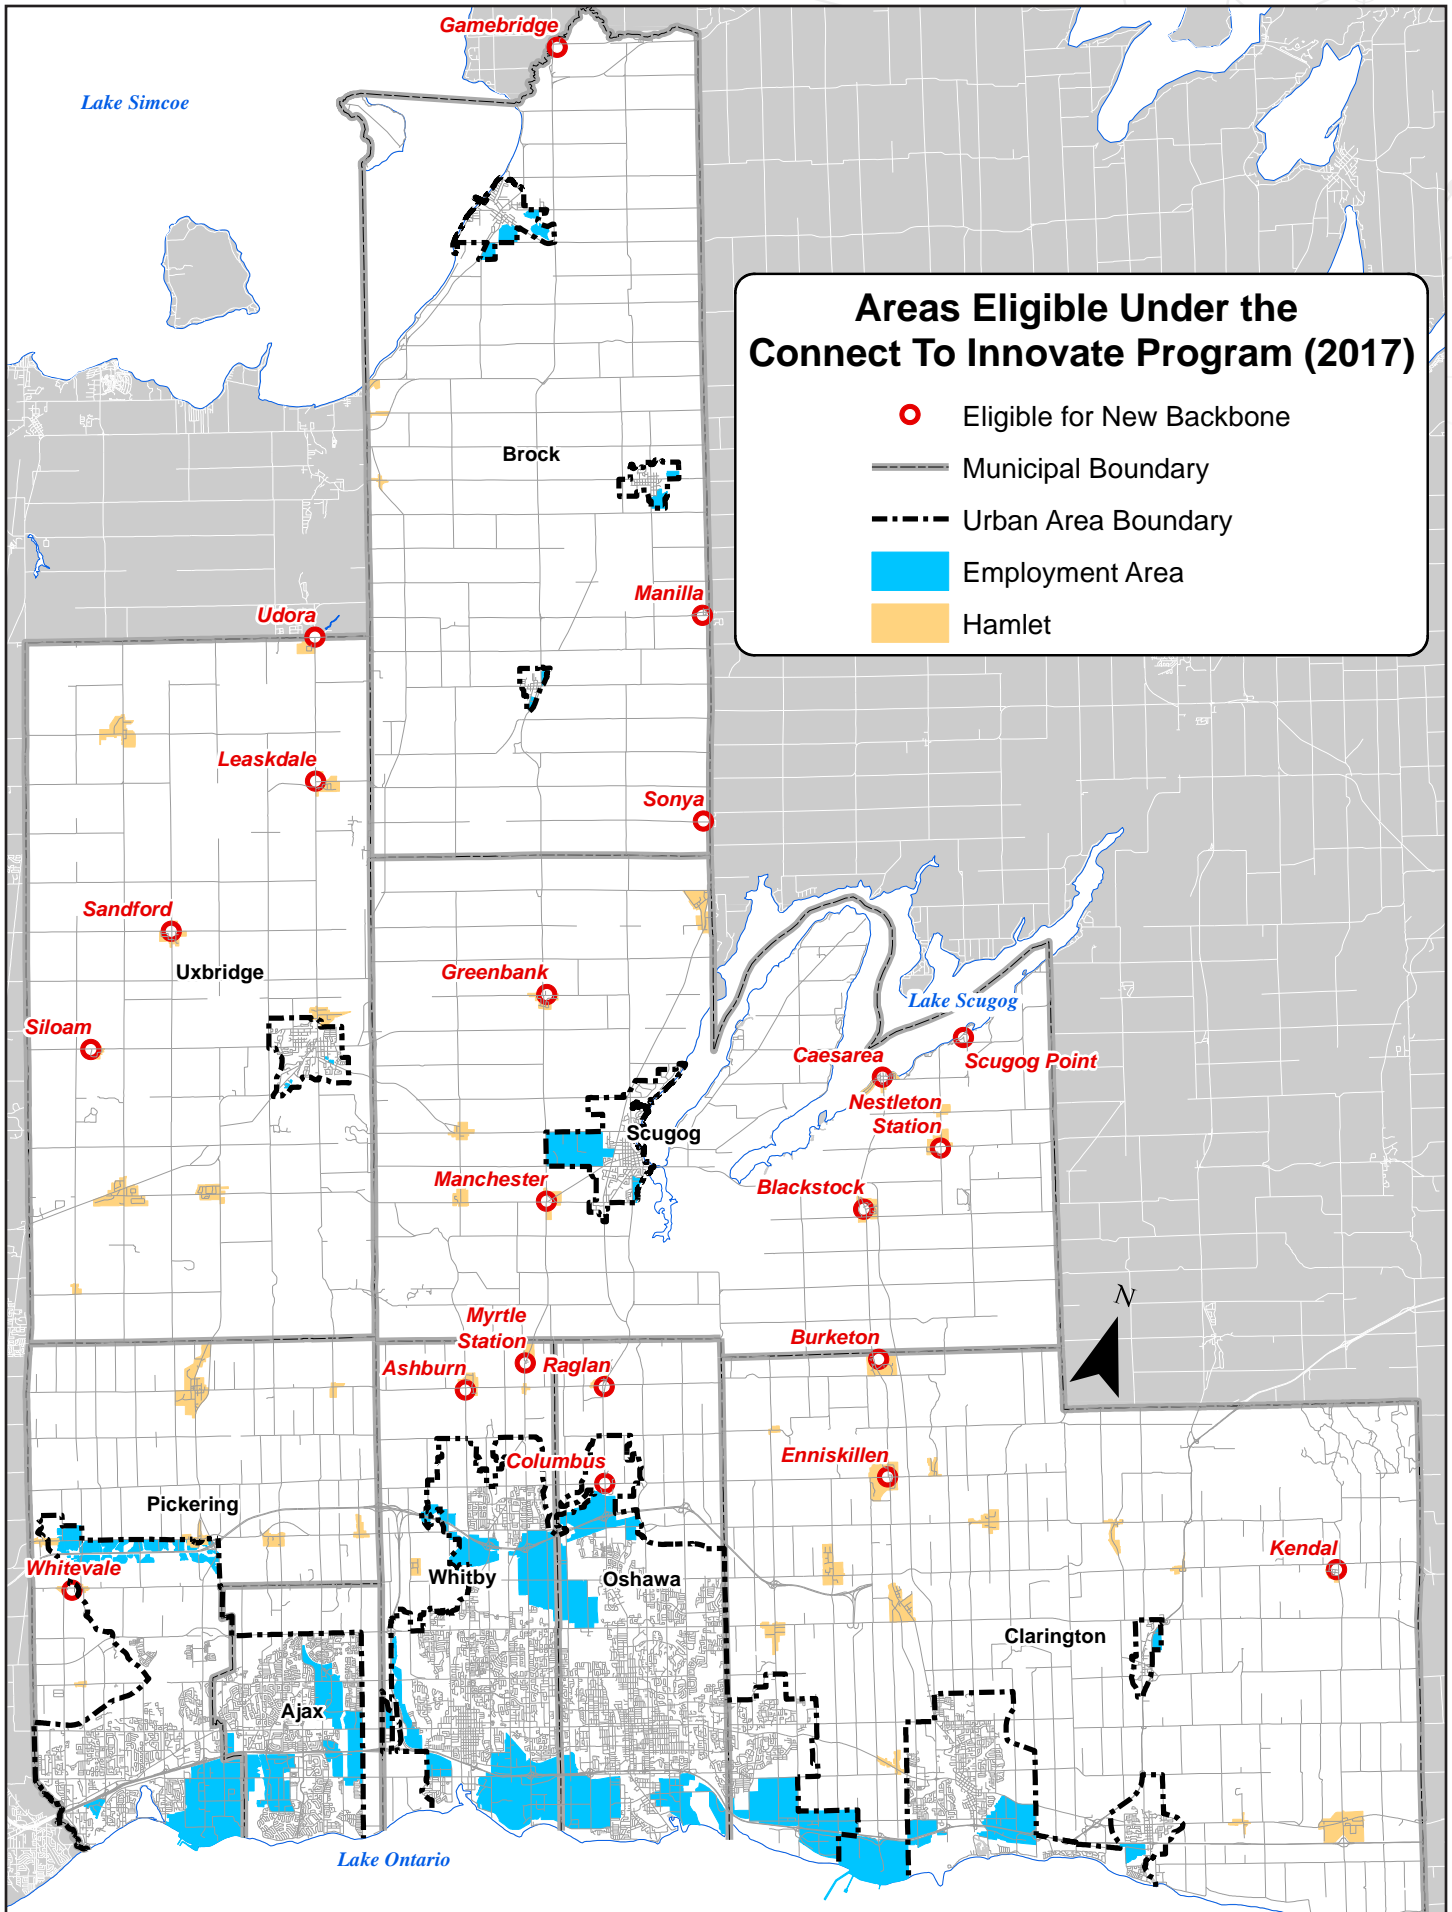 Gamebridge
Lake Simcoe
Areas Eligible Under the
Connect To Innovate Program (2017)
Eligible for New Backbone
Municipal Boundary
Urban Area Boundary
Employment Area
Hamlet
Brock
Manilla
Udora
Leaskdale
Sonya
Sandford
Uxbridge
Greenbank
Lake Scugog
Siloam
Caesarea
Scugog Point
Nestleton
Station
Scugog
Manchester
Blackstock
N
Myrtle
Station
Burketon
Ashburn
Raglan
Columbus
Enniskillen
Pickering
Kendal
Whitevale
Whitby
Oshawa
Clarington
Ajax
Lake Ontario